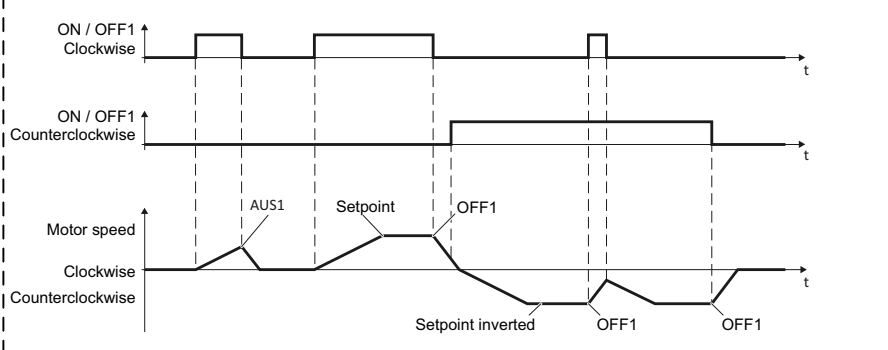 ON / OFF1
Clockwise
t
ON / OFF1
Counterclockwise
t
AUS1
Setpoint
OFF1
Motor speed
Clockwise
t
Counterclockwise
Setpoint inverted
OFF1
OFF1